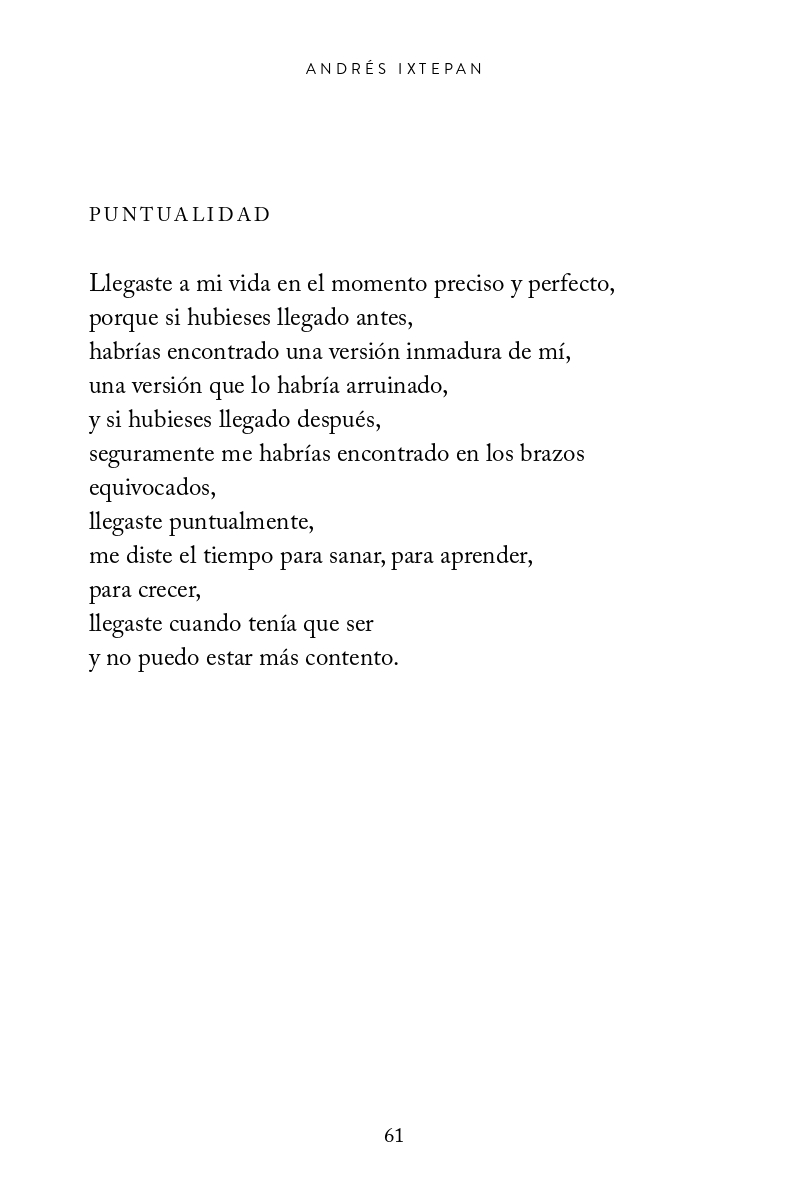 ANDRÉS IXTEPAN
PUNTUALIDAD
Llegaste a mi vida en el momento preciso y perfecto,
porque si hubieses llegado antes,
habrías encontrado una versión inmadura de mí,
una versión que lo habría arruinado,
y si hubieses llegado después,
seguramente me habrías encontrado en los brazos
equivocados,
llegaste puntualmente,
me diste el tiempo para sanar, para aprender,
para crecer,
llegaste cuando tenía que ser
y no puedo estar más contento.
61